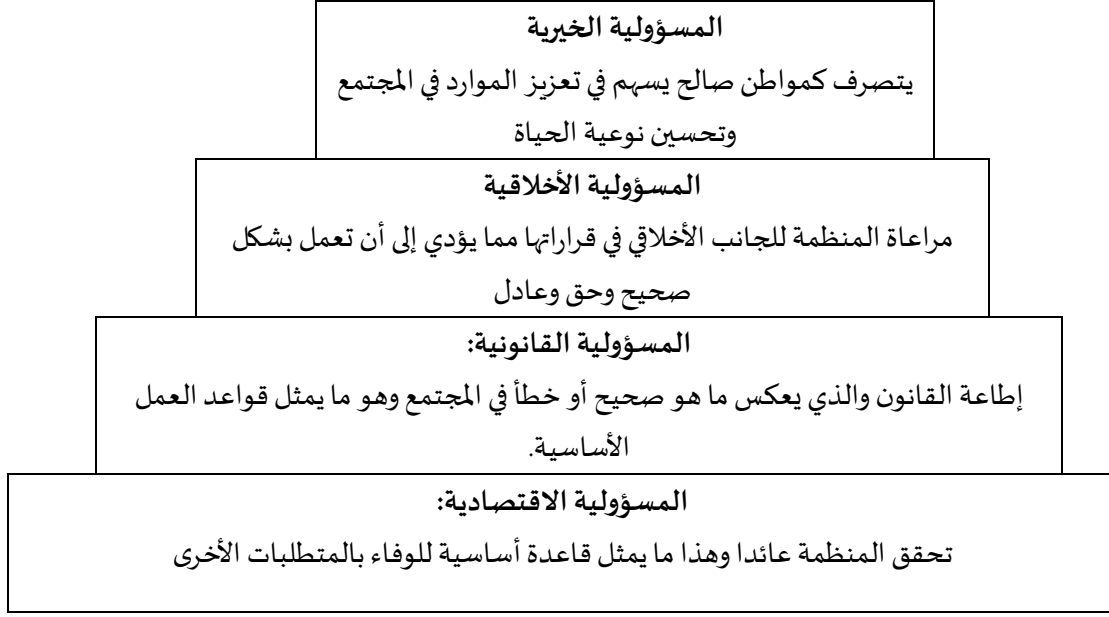 المسؤولية الخيرية
يتصرف كمواطن صالح يسهم في تعزيز الموارد في المجتمع
وتحسين نوعية الحياة
المسؤولية الأخلاقية
مراعاة المنظمة للجانب الأخلاقي في قراراتها مما يؤدي إلى أن تعمل بشكل
صحيح وحق وعادل
المسؤولية القانونية:
إطاعة القانون والذي يعكس ما هو صحيح أو خطأ في المجتمع وهو ما يمثل قواعد العمل
الأساسية.
المسؤولية الاقتصادية:
تحقق المنظمة عائدا وهذا ما يمثل قاعدة أساسية للوفاء بالمتطلبات الأخرى